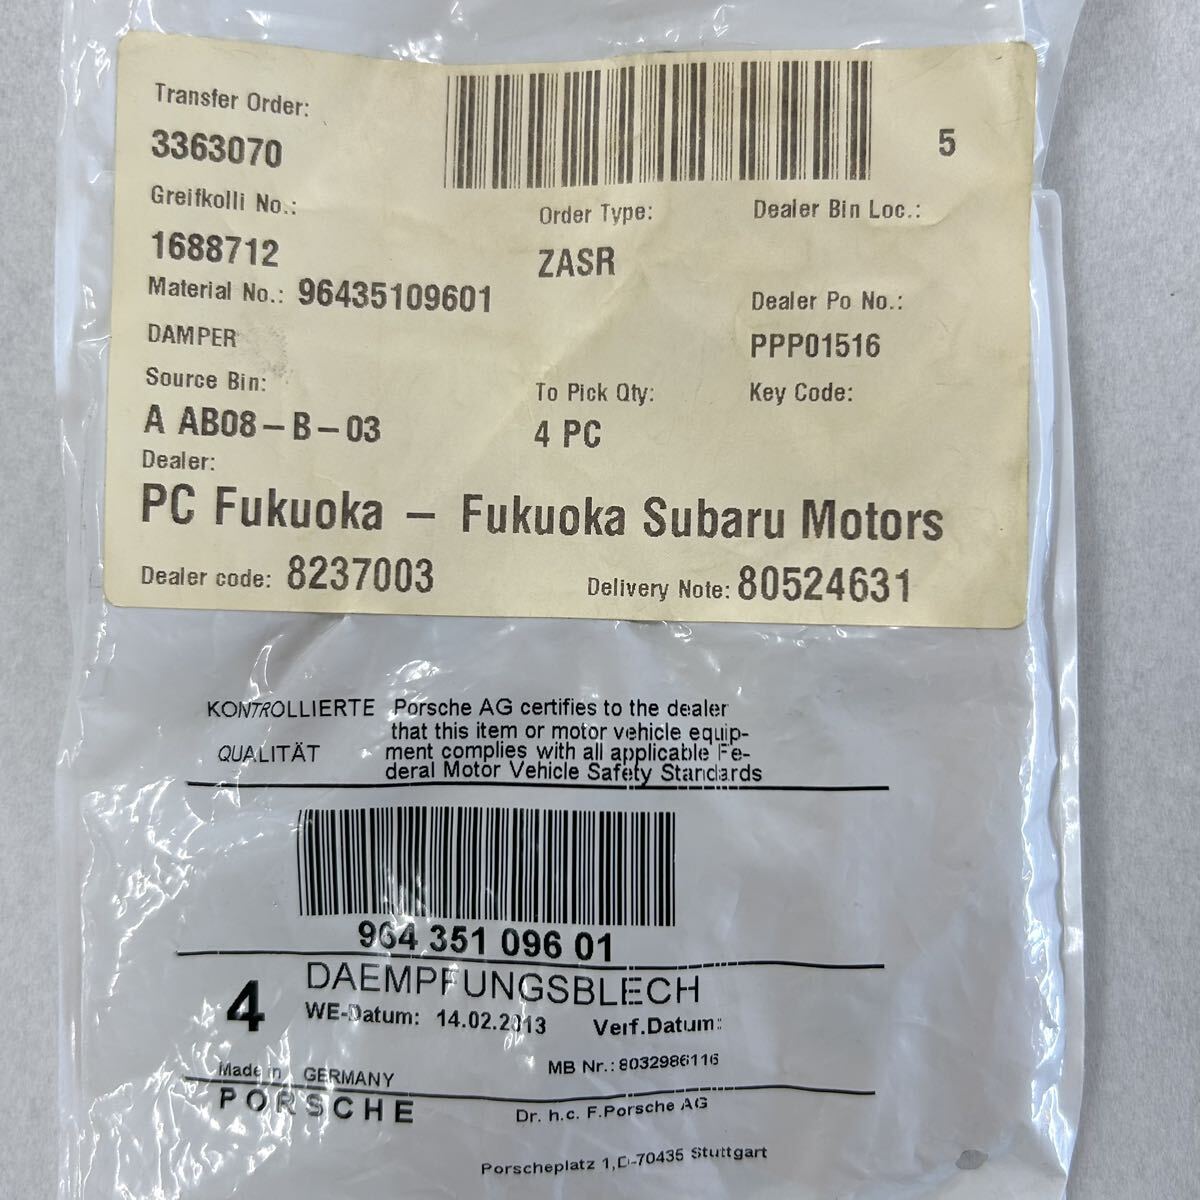 Transfer Order:
3363070
5
Greifkolli No.:
1688712
Order Type:
ZASR
Dealer Bin Loc.:
Material No.: 96435109601
Dealer Po No.:
DAMPER
PPP01516
Source Bin:
A AB08-B-03
To Pick Qty:
4 PC
Key Code:
Dealer:
PC Fukuoka - Fukuoka Subaru Motors
Dealer code: 8237003
Delivery Note: 80524631
KONTROLLIERTE
QUALITÄT
Porsche AG certifies to the dealer
that this item or motor vehicle equip-
ment complies with all applicable Fe-
deral Motor Vehicle Safety Standards
964 351 096 01
4
DAEMPFUNGSBLECH
WE-Datum: 14.02.2013 Verf.Datum:
MB Nr.: 8032986116
Made in GERMANY
PORSCHE
Dr. h.c. F.Porsche AG
Porscheplatz 1,D-70435 Stuttgart